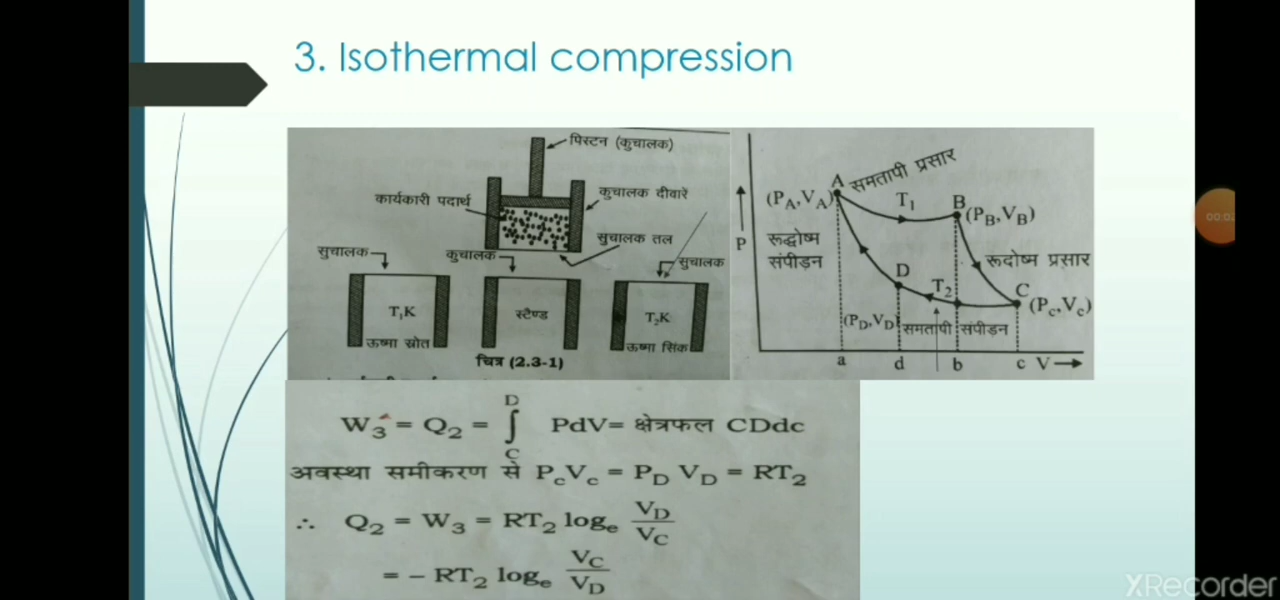 3. Isothermal compression
पिस्टन (कुचालक)
कार्यकारी पदार्थ
कुचालक दीवारें
सुचालक
कुचालक
सुचालक तल
सुचालक
T₁K
स्टैण्ड
T₂K
ऊष्मा स्रोत
ऊष्मा सिंक
चित्र (2.3-1)
A समतापी प्रसार
(P_A,V_A)
T₁
B
(P_B,V_B)
P
रूद्धोष्म
संपीड़न
रूदोष्म प्रसार
D
T₂
C
(P_c,V_c)
(P_D,V_D)
समतापी संपीड़न
a d b c V
W₃ = Q₂ = ∫_C^D PdV= क्षेत्रफल CDdc
अवस्था समीकरण से P_cV_c = P_D V_D = RT₂
∴ Q₂ = W₃ = RT₂ log_e V_D/V_C
= – RT₂ log_e V_C/V_D
XRecorder